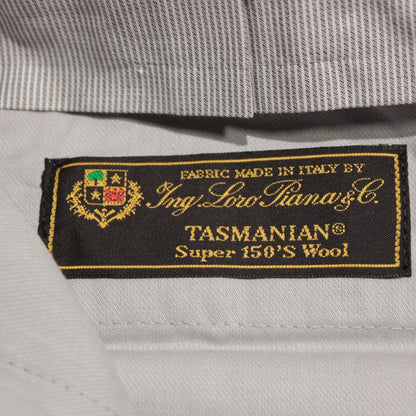 FABRIC MADE IN ITALY BY
Ing. Loro Piana & C.
TASMANIAN®
Super 150'S Wool